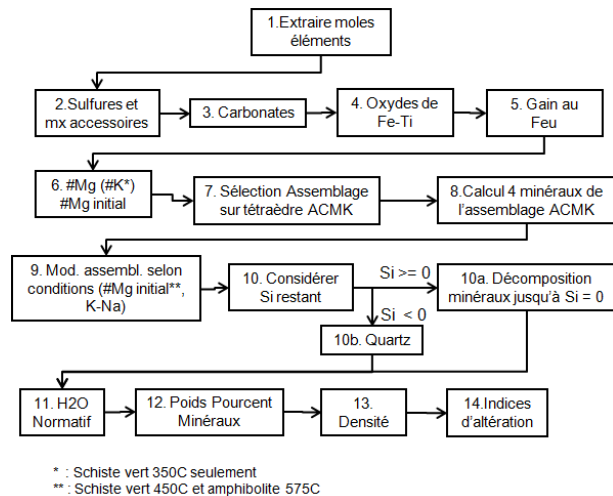 1.Extraire moles
éléments
2.Sulfures et
mx accessoires
3. Carbonates
4. Oxydes de
Fe-Ti
5. Gain au
Feu
6. #Mg (#K*)
#Mg initial
7. Sélection Assemblage
sur tétraèdre ACMK
8.Calcul 4 minéraux de
l'assemblage ACMK
9. Mod. assembl. selon
conditions (#Mg initial**,
K-Na)
10. Considérer
Si restant
Si >= 0
10a. Décomposition
minéraux jusqu'à Si = 0
Si < 0
10b. Quartz
11. H2O
Normatif
12. Poids Pourcent
Minéraux
13.
Densité
14.Indices
d'altération
* : Schiste vert 350C seulement
** : Schiste vert 450C et amphibolite 575C